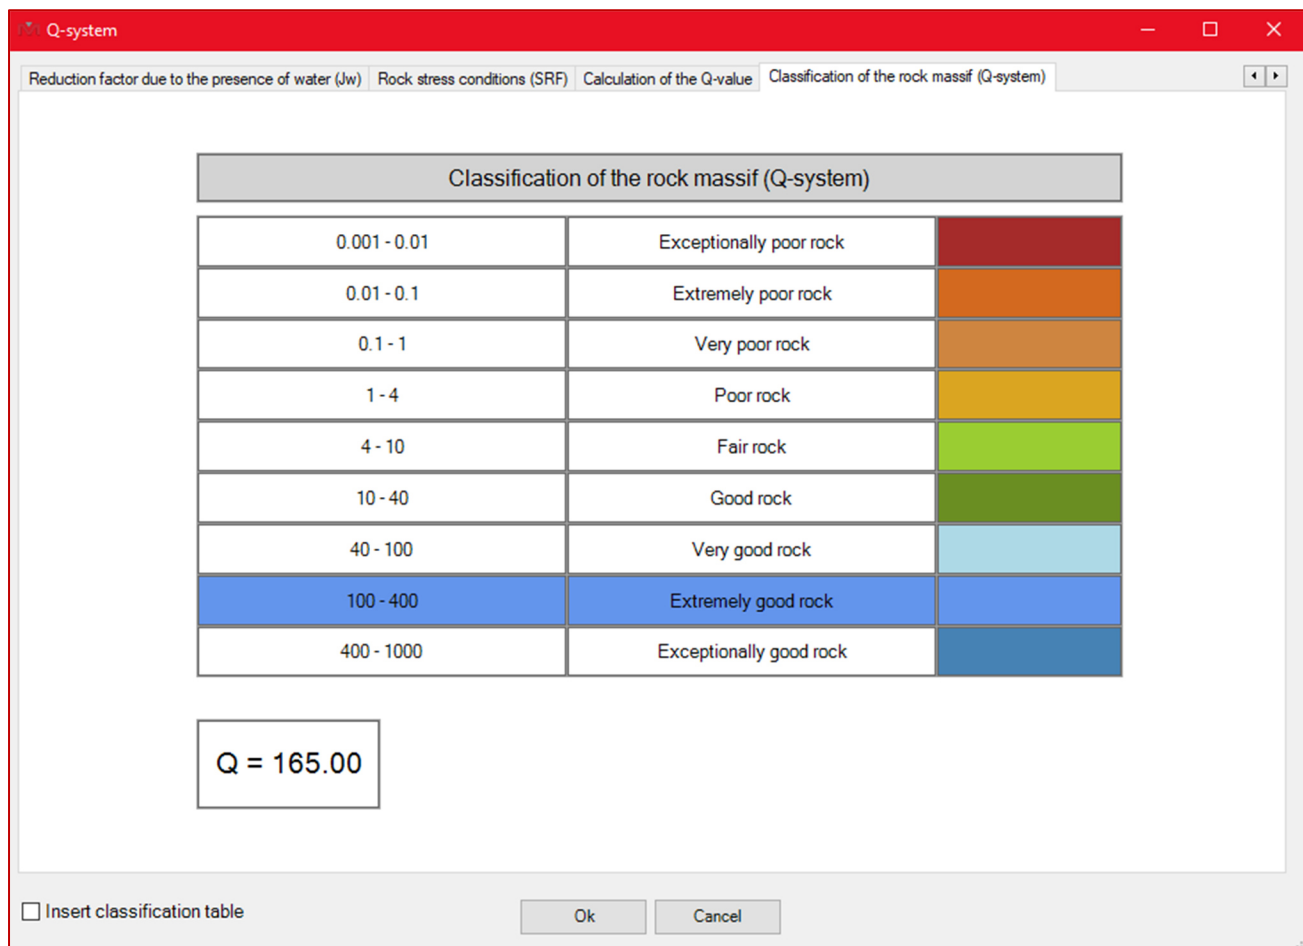 Q-system
Reduction factor due to the presence of water (Jw) Rock stress conditions (SRF) Calculation of the Q-value Classification of the rock massif (Q-system)
Classification of the rock massif (Q-system)
0.001 - 0.01 Exceptionally poor rock
0.01 - 0.1 Extremely poor rock
0.1 - 1 Very poor rock
1 - 4 Poor rock
4 - 10 Fair rock
10 - 40 Good rock
40 - 100 Very good rock
100 - 400 Extremely good rock
400 - 1000 Exceptionally good rock
Q = 165.00
Insert classification table Ok Cancel